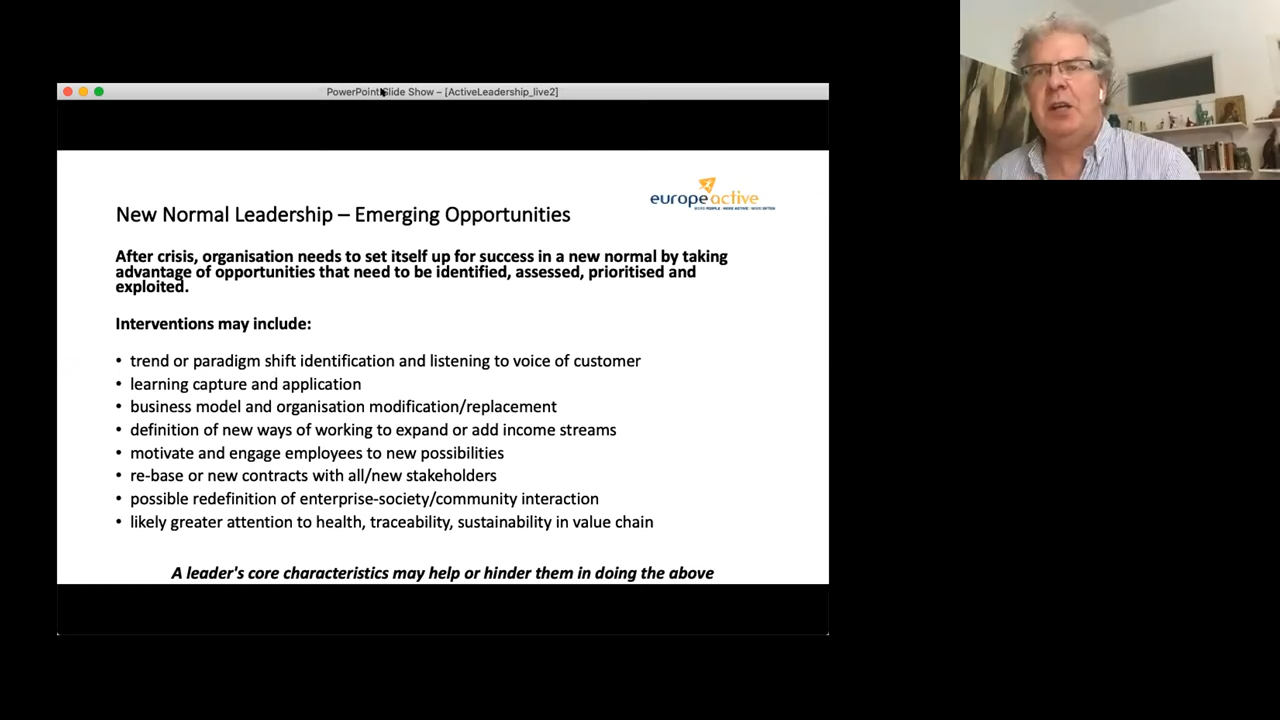 PowerPoint Slide Show – [ActiveLeadership_live2]
europe active
MORE PEOPLE · MORE ACTIVE · MORE OFTEN
New Normal Leadership – Emerging Opportunities
After crisis, organisation needs to set itself up for success in a new normal by taking
advantage of opportunities that need to be identified, assessed, prioritised and
exploited.
Interventions may include:
• trend or paradigm shift identification and listening to voice of customer
• learning capture and application
• business model and organisation modification/replacement
• definition of new ways of working to expand or add income streams
• motivate and engage employees to new possibilities
• re-base or new contracts with all/new stakeholders
• possible redefinition of enterprise-society/community interaction
• likely greater attention to health, traceability, sustainability in value chain
A leader's core characteristics may help or hinder them in doing the above